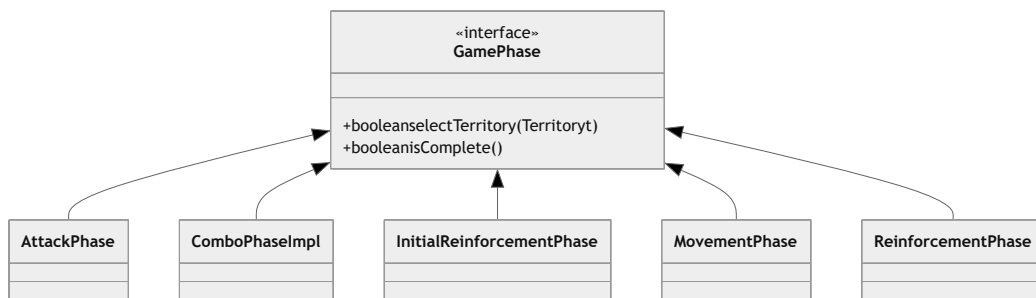 «interface»
GamePhase
+booleanselectTerritory(Territoryt)
+booleanisComplete()
AttackPhase
ComboPhaseImpl
InitialReinforcementPhase
MovementPhase
ReinforcementPhase